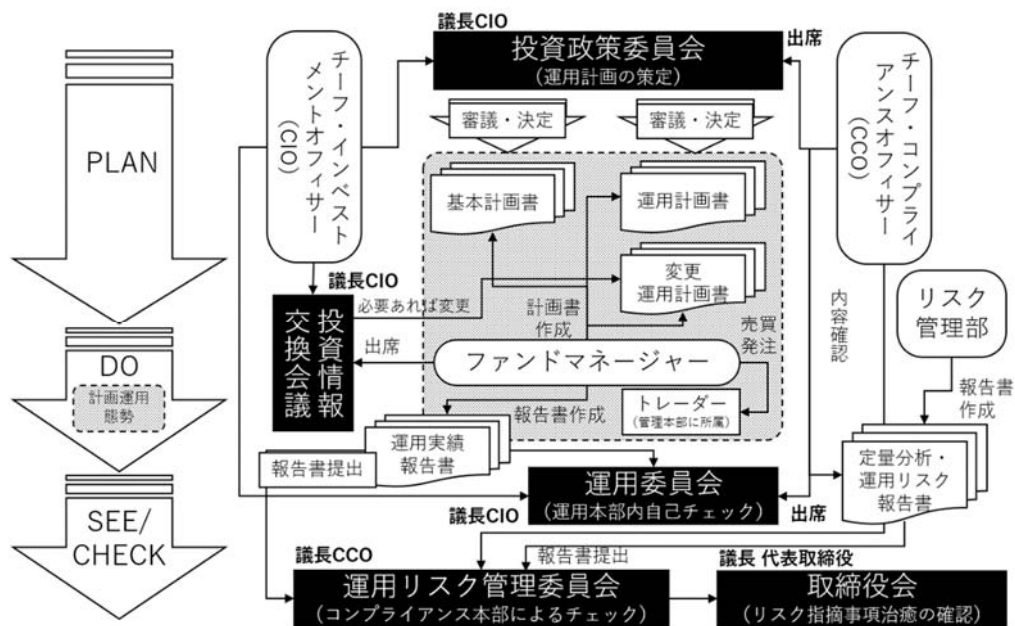 PLAN
DO
計画運用
態勢
SEE/
CHECK
チーフ・インベスト
メントオフィサー
(CIO)
議長CIO
投資政策委員会
(運用計画の策定)
出席
チーフ・コンプライ
アンスオフィサー
(CCO)
審議・決定
審議・決定
基本計画書
運用計画書
変更
運用計画書
議長CIO
投資情報
交換会議
必要あれば変更
出席
計画書
作成
売買
発注
ファンドマネージャー
トレーダー
(管理本部に所属)
報告書作成
運用実績
報告書
報告書提出
内容確認
リスク
管理部
報告書
作成
定量分析・
運用リスク
報告書
運用委員会
(運用本部内自己チェック)
議長CIO
出席
議長CCO
報告書提出
運用リスク管理委員会
(コンプライアンス本部によるチェック)
議長 代表取締役
取締役会
(リスク指摘事項治癒の確認)